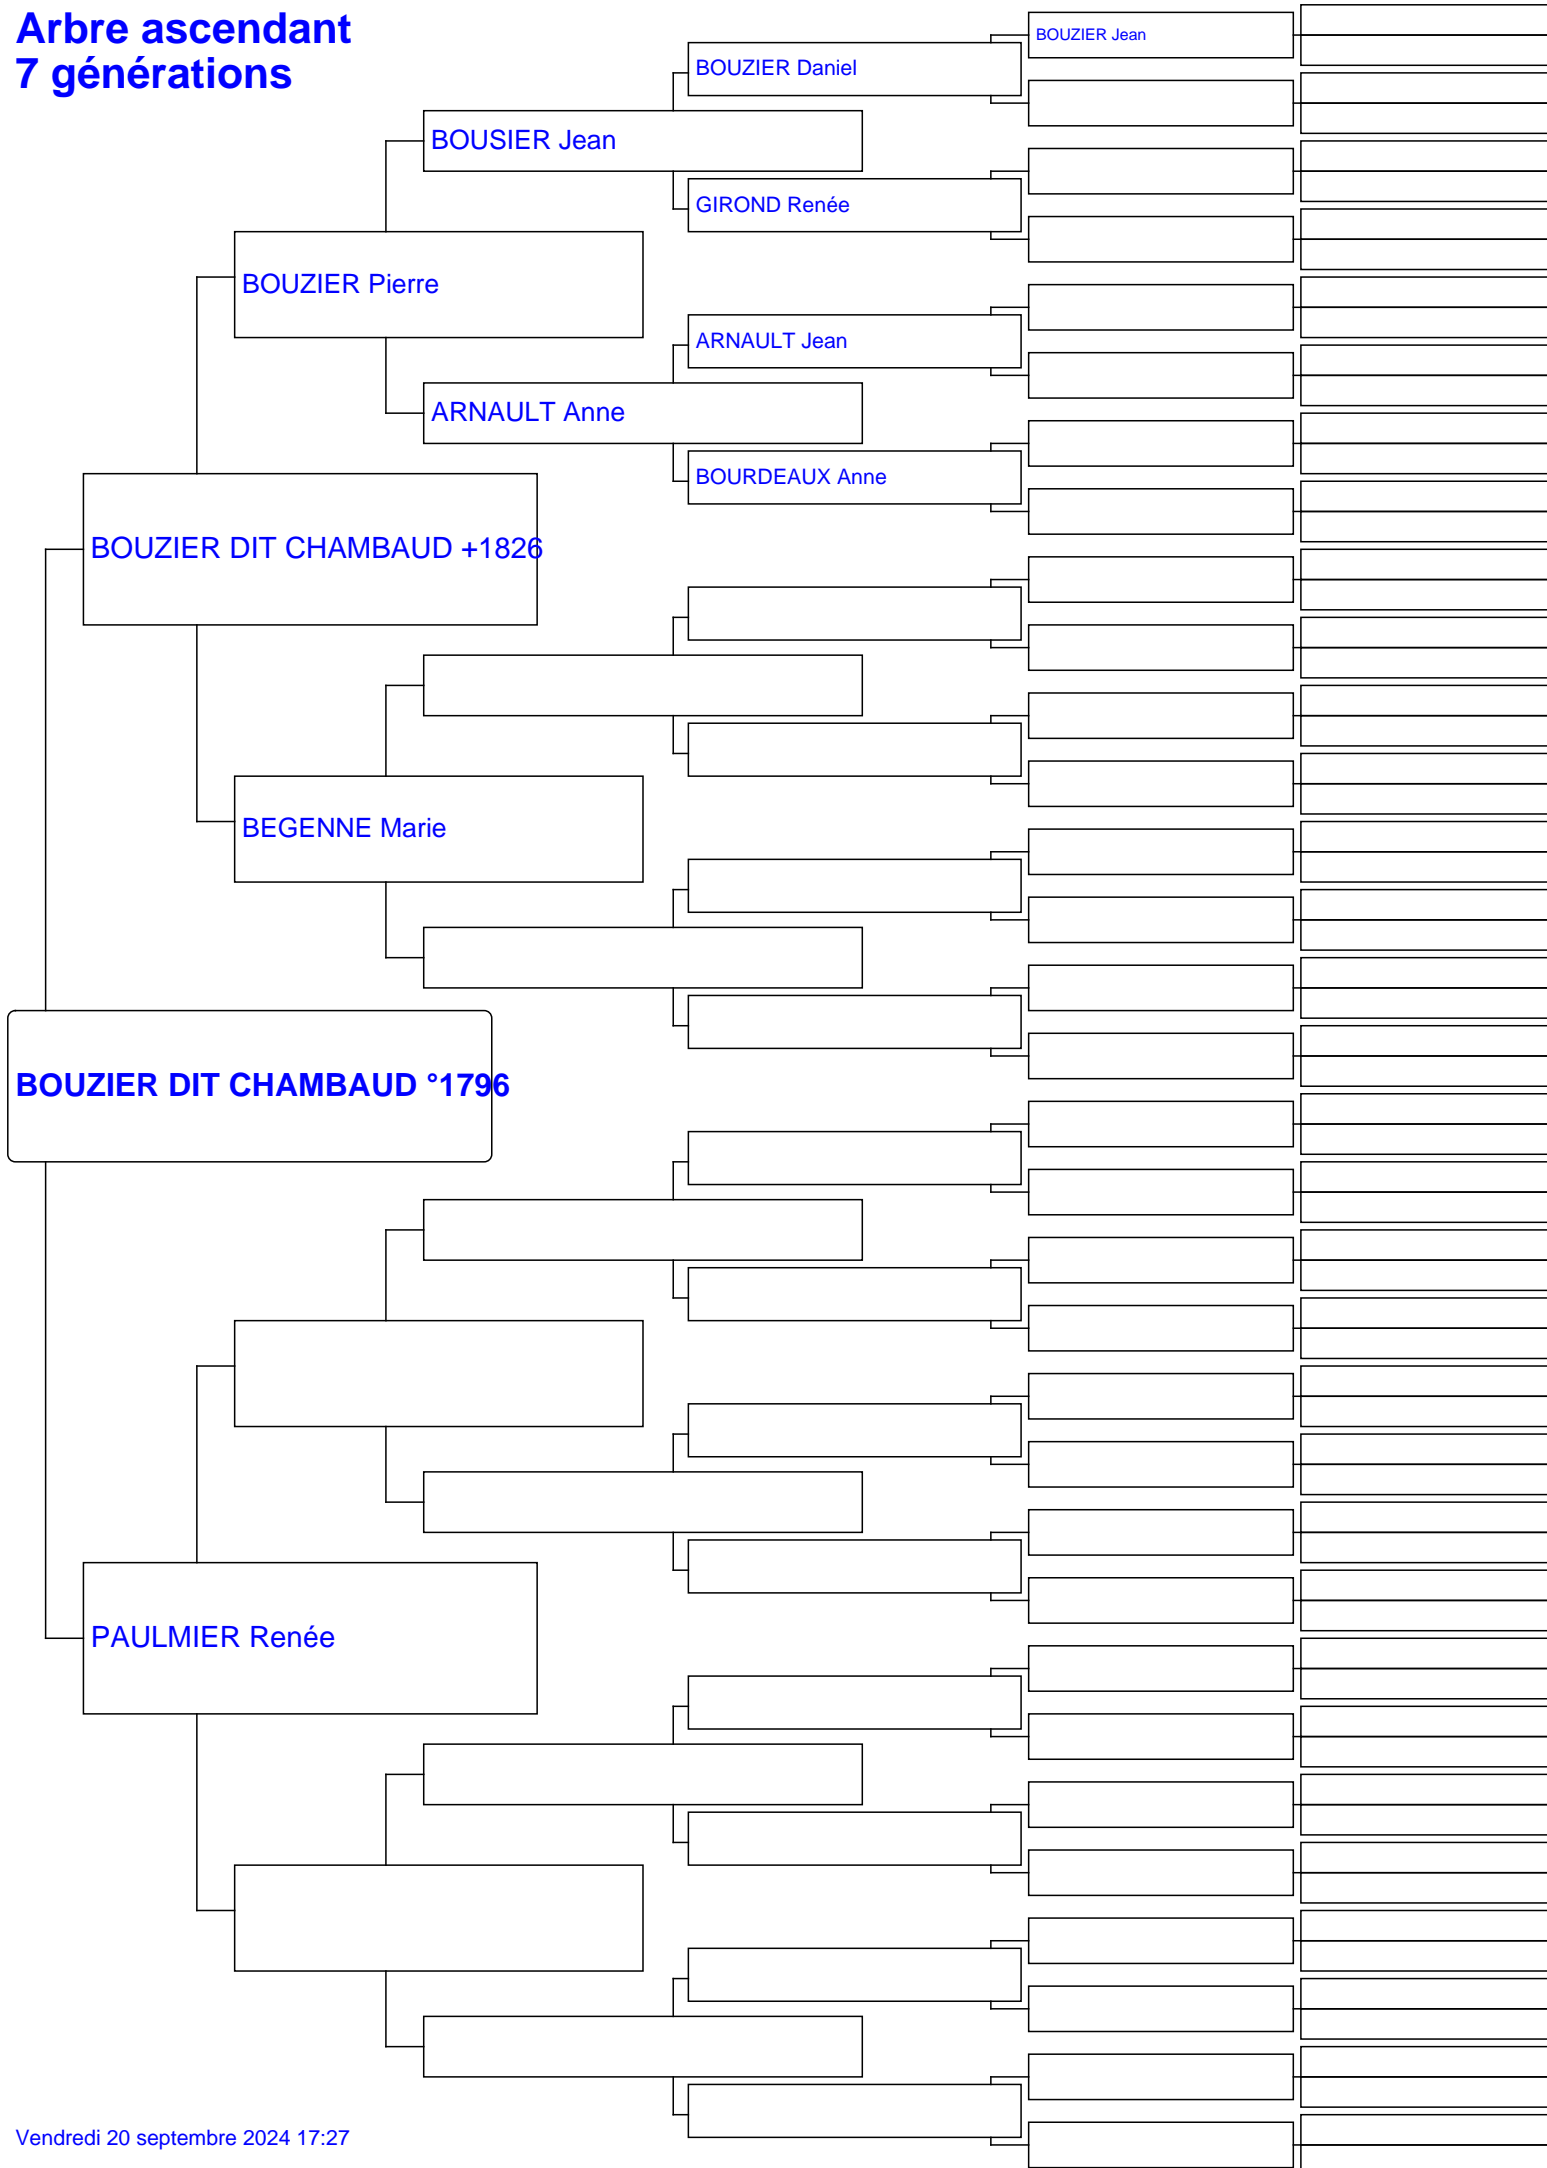 Arbre ascendant
7 générations
BOUZIER Jean
BOUZIER Daniel
BOUSIER Jean
GIROND Renée
BOUZIER Pierre
ARNAULT Jean
ARNAULT Anne
BOURDEAUX Anne
BOUZIER DIT CHAMBAUD +1826
BEGENNE Marie
BOUZIER DIT CHAMBAUD °1796
PAULMIER Renée
Vendredi 20 septembre 2024 17:27